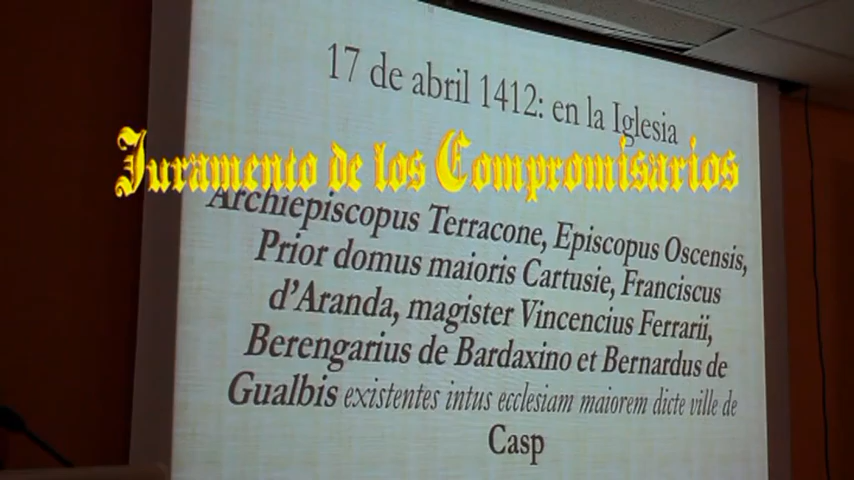 17 de abril 1412: en la Iglesia
Juramento de los Compromisarios
Archiepiscopus Terracone, Episcopus Oscensis,
Prior domus maioris Cartusie, Franciscus
d'Aranda, magister Vincencius Ferrarii,
Berengarius de Bardaxino et Bernardus de
Gualbis existentes intus ecclesiam maiorem dicte ville de
Casp